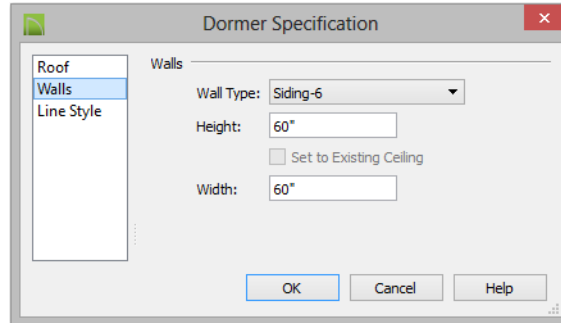 Dormer Specification
Roof
Walls
Line Style
Walls
Wall Type: Siding-6
Height: 60"
Set to Existing Ceiling
Width: 60"
OK Cancel Help